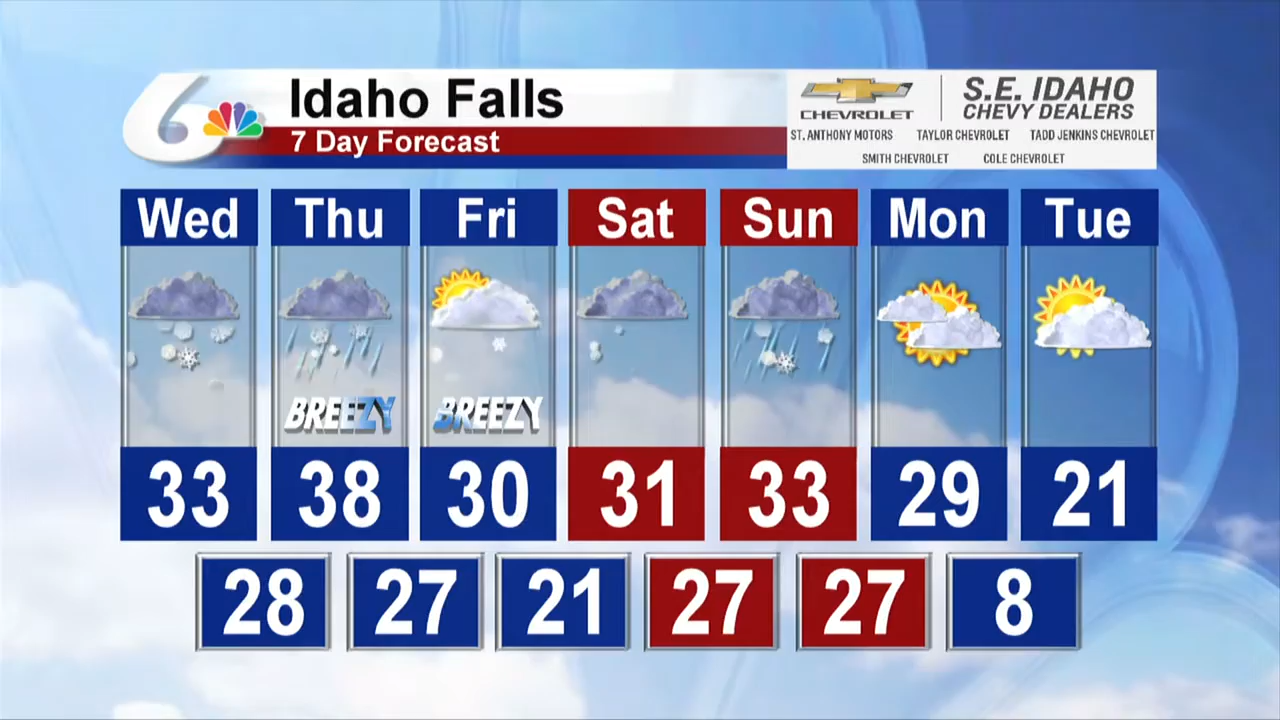 6
Idaho Falls
7 Day Forecast
CHEVROLET
S.E. IDAHO
CHEVY DEALERS
ST. ANTHONY MOTORS TAYLOR CHEVROLET TADD JENKINS CHEVROLET
SMITH CHEVROLET COLE CHEVROLET
Wed Thu Fri Sat Sun Mon Tue
BREEZY BREEZY
33 38 30 31 33 29 21
28 27 21 27 27 8